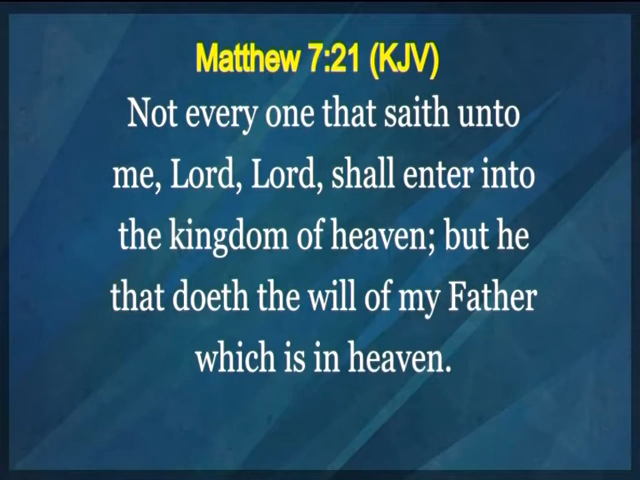 Matthew 7:21 (KJV)
Not every one that saith unto
me, Lord, Lord, shall enter into
the kingdom of heaven; but he
that doeth the will of my Father
which is in heaven.